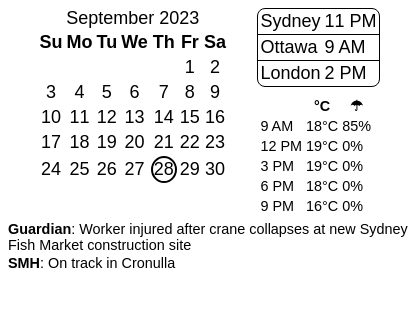 September 2023
Su Mo Tu We Th Fr Sa
1 2
3 4 5 6 7 8 9
10 11 12 13 14 15 16
17 18 19 20 21 22 23
24 25 26 27 28 29 30
Sydney 11 PM
Ottawa 9 AM
London 2 PM
°C ☂
9 AM 18°C 85%
12 PM 19°C 0%
3 PM 19°C 0%
6 PM 18°C 0%
9 PM 16°C 0%
Guardian: Worker injured after crane collapses at new Sydney
Fish Market construction site
SMH: On track in Cronulla